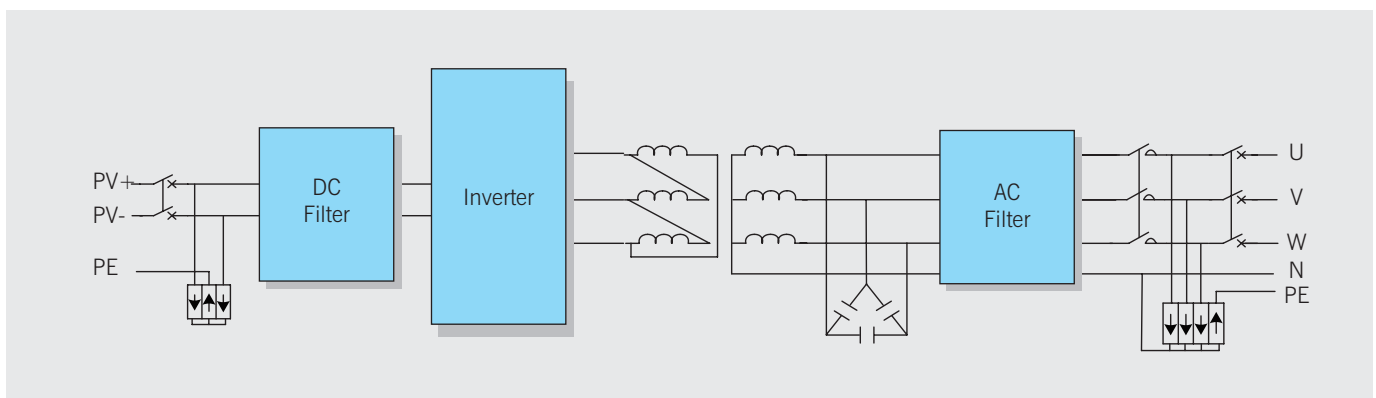 PV+
PV-
PE
DC
Filter
Inverter
AC
Filter
U
V
W
N
PE